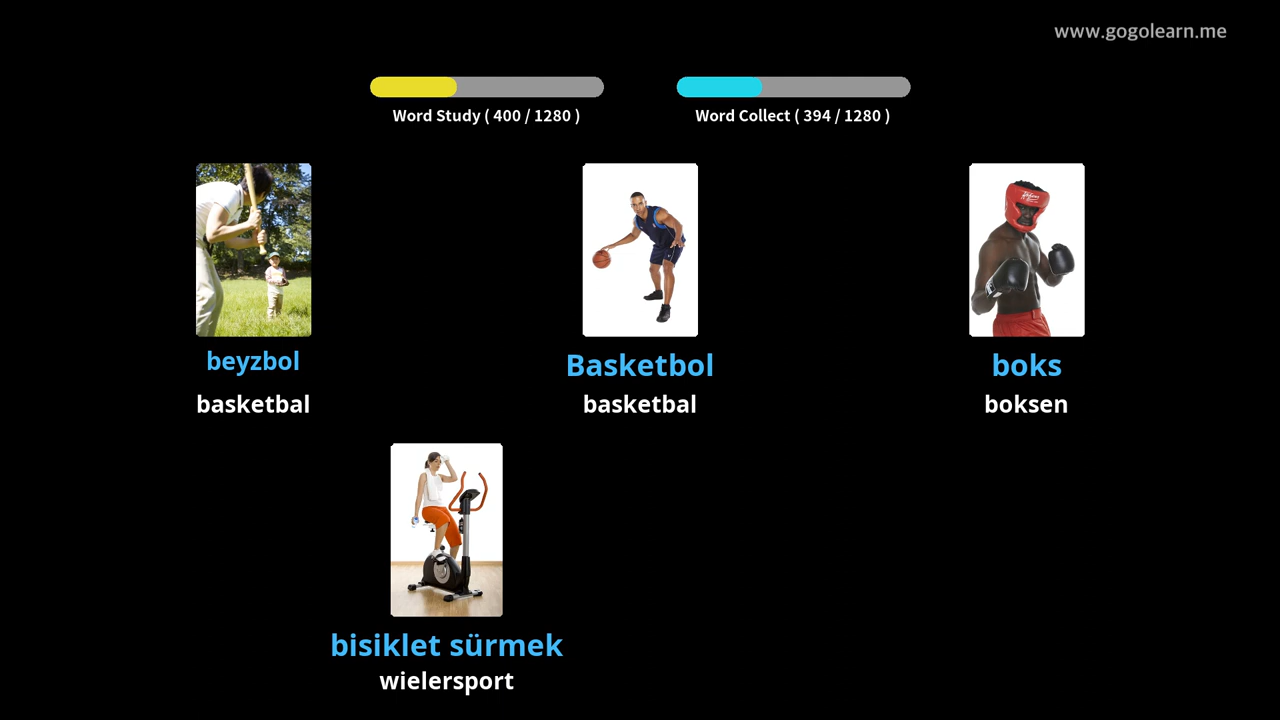 www.gogolearn.me
Word Study ( 400 / 1280 )
Word Collect ( 394 / 1280 )
beyzbol
basketbal
Basketbol
basketbal
boks
boksen
bisiklet sürmek
wielersport